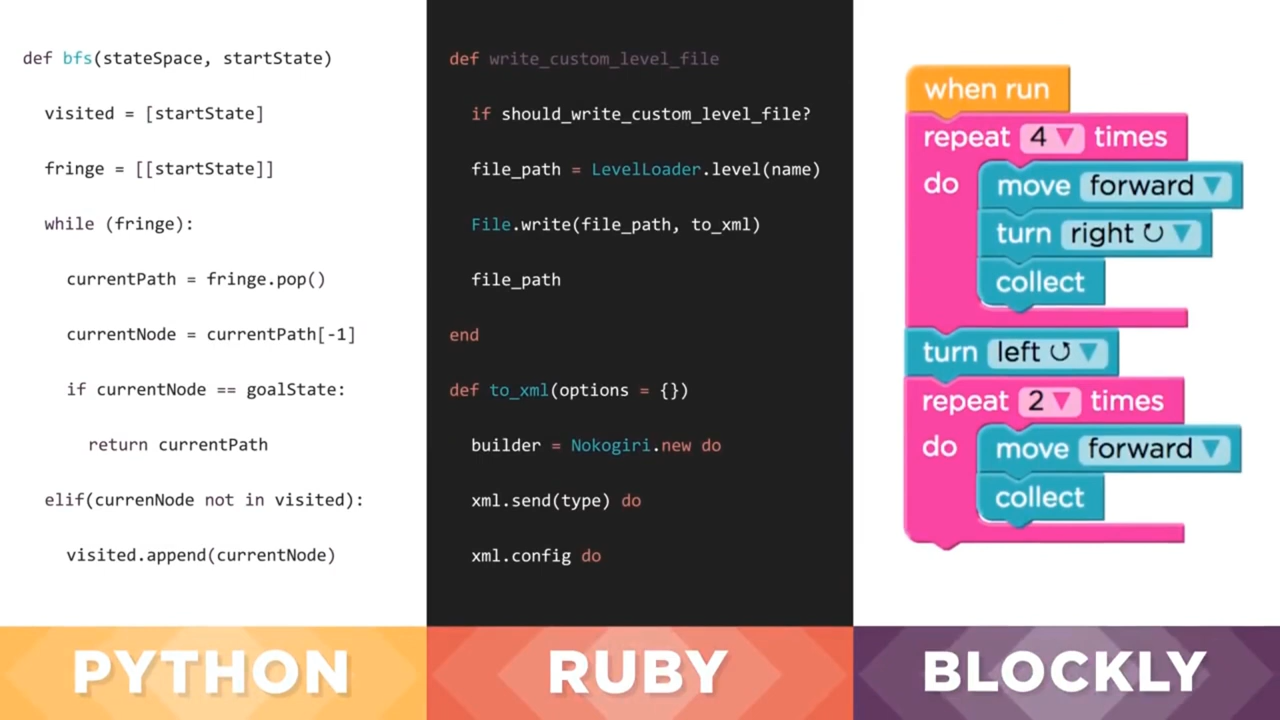 def bfs(stateSpace, startState)
visited = [startState]
fringe = [[startState]]
while (fringe):
currentPath = fringe.pop()
currentNode = currentPath[-1]
if currentNode == goalState:
return currentPath
elif(currenNode not in visited):
visited.append(currentNode)
PYTHON
def write_custom_level_file
if should_write_custom_level_file?
file_path = LevelLoader.level(name)
File.write(file_path, to_xml)
file_path
end
def to_xml(options = {})
builder = Nokogiri.new do
xml.send(type) do
xml.config do
RUBY
when run
repeat 4 times
do move forward
turn right
collect
turn left
repeat 2 times
do move forward
collect
BLOCKLY